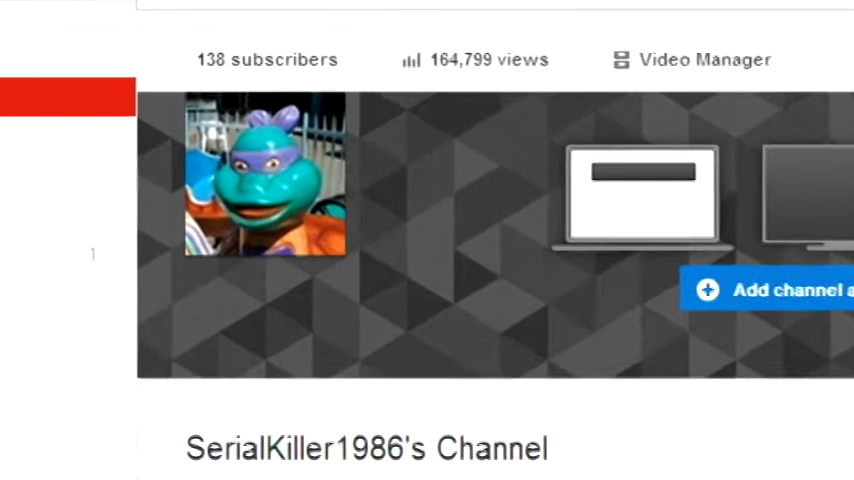 138 subscribers 164,799 views Video Manager
1
Add channel a
SerialKiller1986's Channel